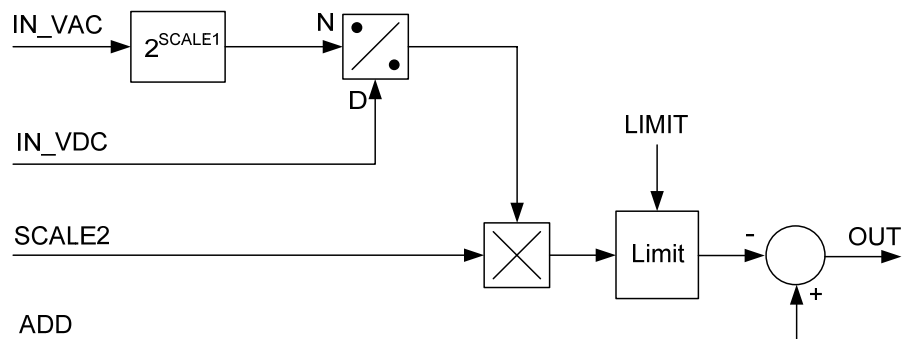 IN_VAC
2^SCALE1
N
D
IN_VDC
LIMIT
SCALE2
Limit
-
OUT
+
ADD